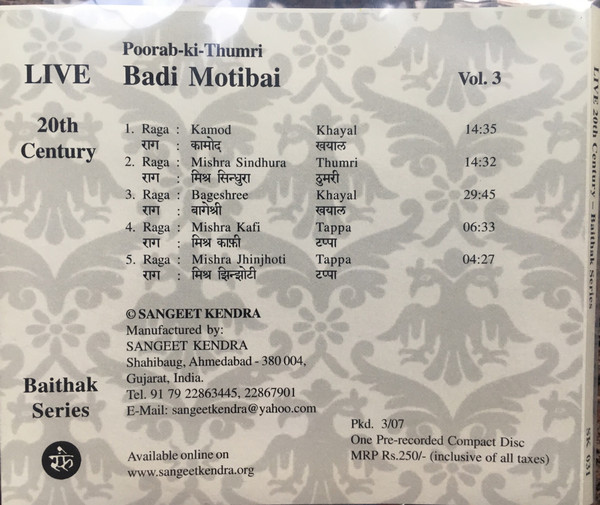 Poorab-ki-Thumri
LIVE Badi Motibai Vol. 3
20th
Century
1. Raga : Kamod Khayal 14:35
राग : कामोद खयाल
2. Raga : Mishra Sindhura Thumri 14:32
राग : मिश्र सिन्धुरा ठुमरी
3. Raga : Bageshree Khayal 29:45
राग : बागेश्री खयाल
4. Raga : Mishra Kafi Tappa 06:33
राग : मिश्र काफ़ी टप्पा
5. Raga : Mishra Jhinjhoti Tappa 04:27
राग : मिश्र झिन्झोटी टप्पा
© SANGEET KENDRA
Manufactured by:
SANGEET KENDRA
Shahibaug, Ahmedabad - 380 004,
Gujarat, India.
Tel. 91 79 22863445, 22867901
E-Mail: sangeetkendra@yahoo.com
Baithak
Series
Available online on
www.sangeetkendra.org
Pkd. 3/07
One Pre-recorded Compact Disc
MRP Rs.250/- (inclusive of all taxes)
LIVE 20th Century – Baithak Series